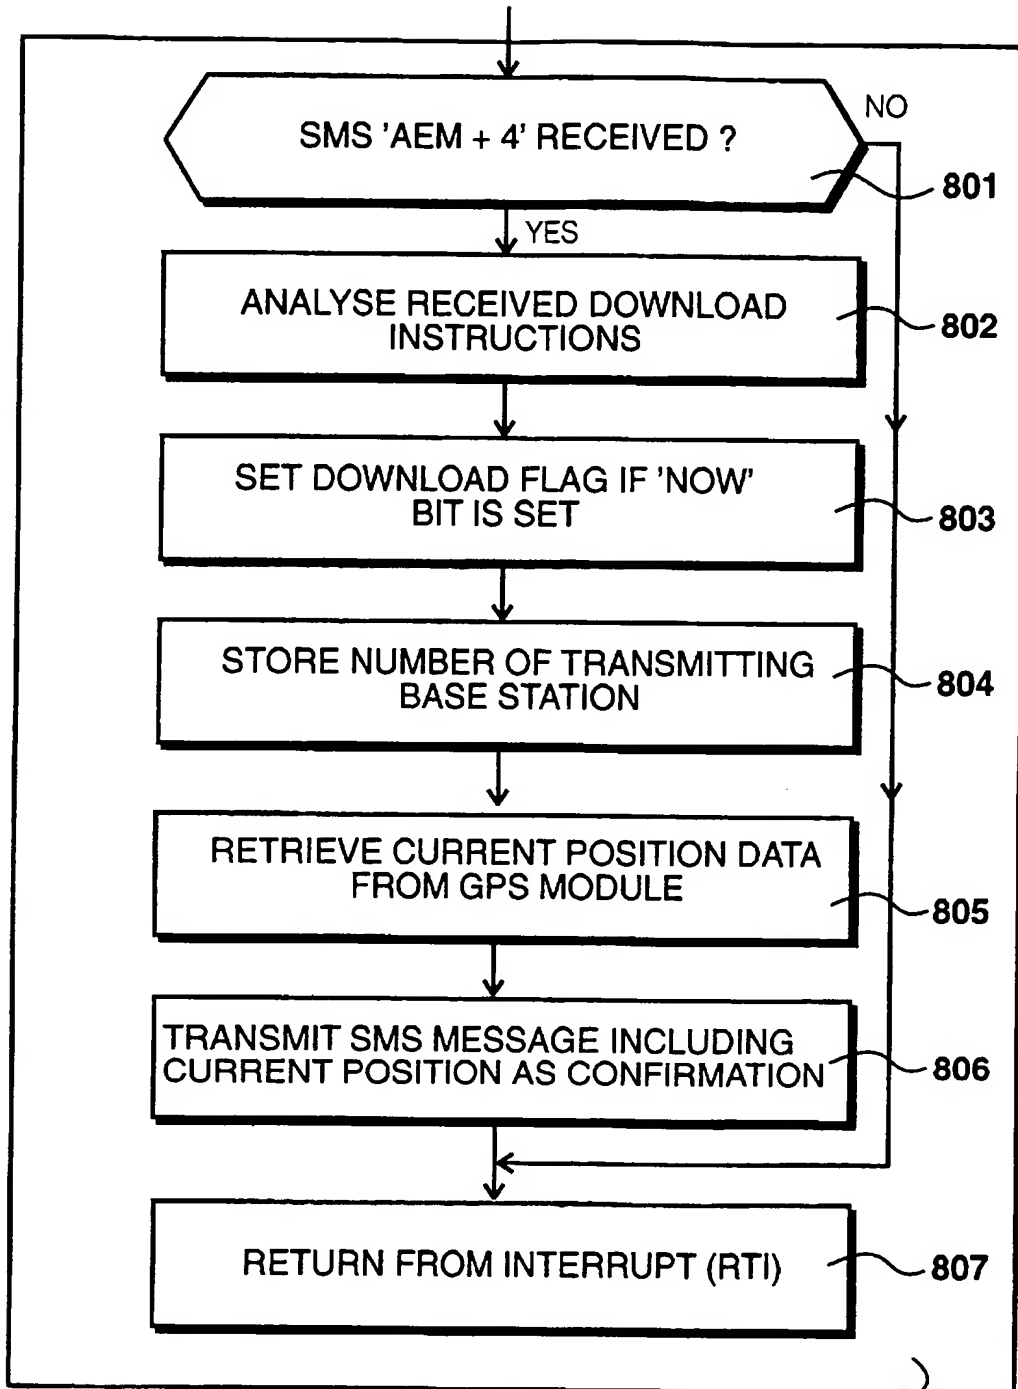 NO
SMS 'AEM + 4' RECEIVED ?
801
YES
ANALYSE RECEIVED DOWNLOAD
INSTRUCTIONS
802
SET DOWNLOAD FLAG IF 'NOW'
BIT IS SET
803
STORE NUMBER OF TRANSMITTING
BASE STATION
804
RETRIEVE CURRENT POSITION DATA
FROM GPS MODULE
805
TRANSMIT SMS MESSAGE INCLUDING
CURRENT POSITION AS CONFIRMATION
806
RETURN FROM INTERRUPT (RTI)
807